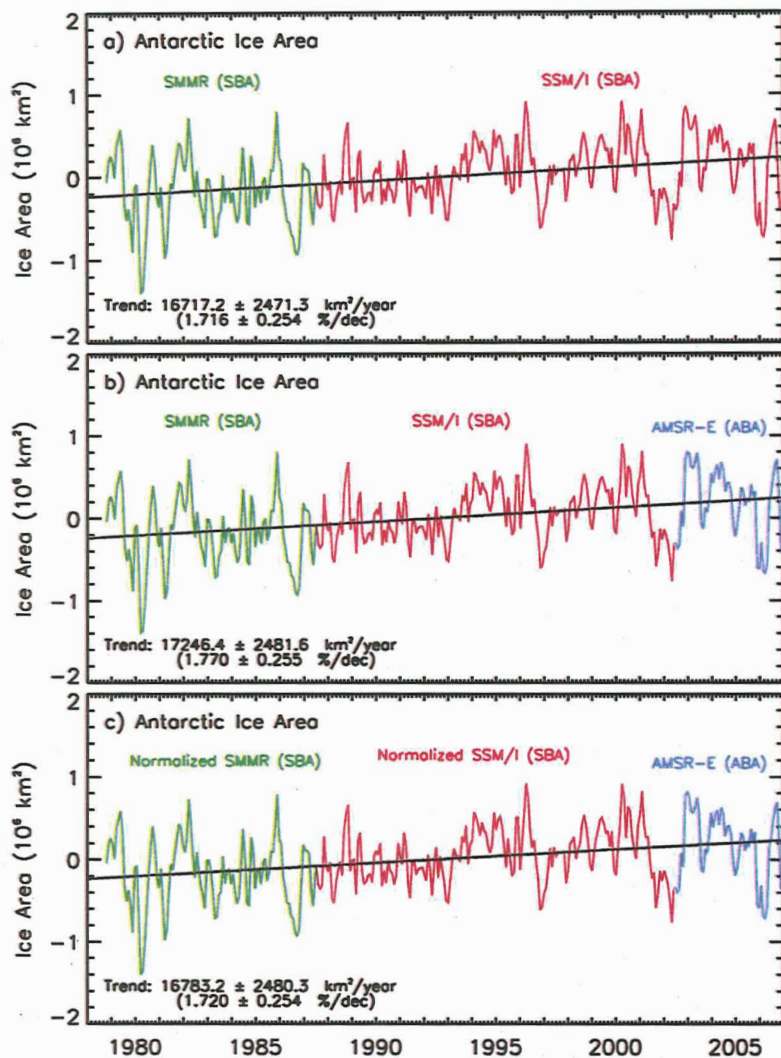 2
a) Antarctic Ice Area
SMMR (SBA) SSM/I (SBA)
1
0
-1
-2
Ice Area (10⁶ km²)
Trend: 16717.2 ± 2471.3 km²/year
(1.716 ± 0.254 %/dec)
2
b) Antarctic Ice Area
SMMR (SBA) SSM/I (SBA) AMSR-E (ABA)
1
0
-1
-2
Ice Area (10⁶ km²)
Trend: 17246.4 ± 2481.6 km²/year
(1.770 ± 0.255 %/dec)
2
c) Antarctic Ice Area
Normalized SMMR (SBA) Normalized SSM/I (SBA) AMSR-E (ABA)
1
0
-1
-2
Ice Area (10⁶ km²)
Trend: 16783.2 ± 2480.3 km²/year
(1.720 ± 0.254 %/dec)
1980 1985 1990 1995 2000 2005